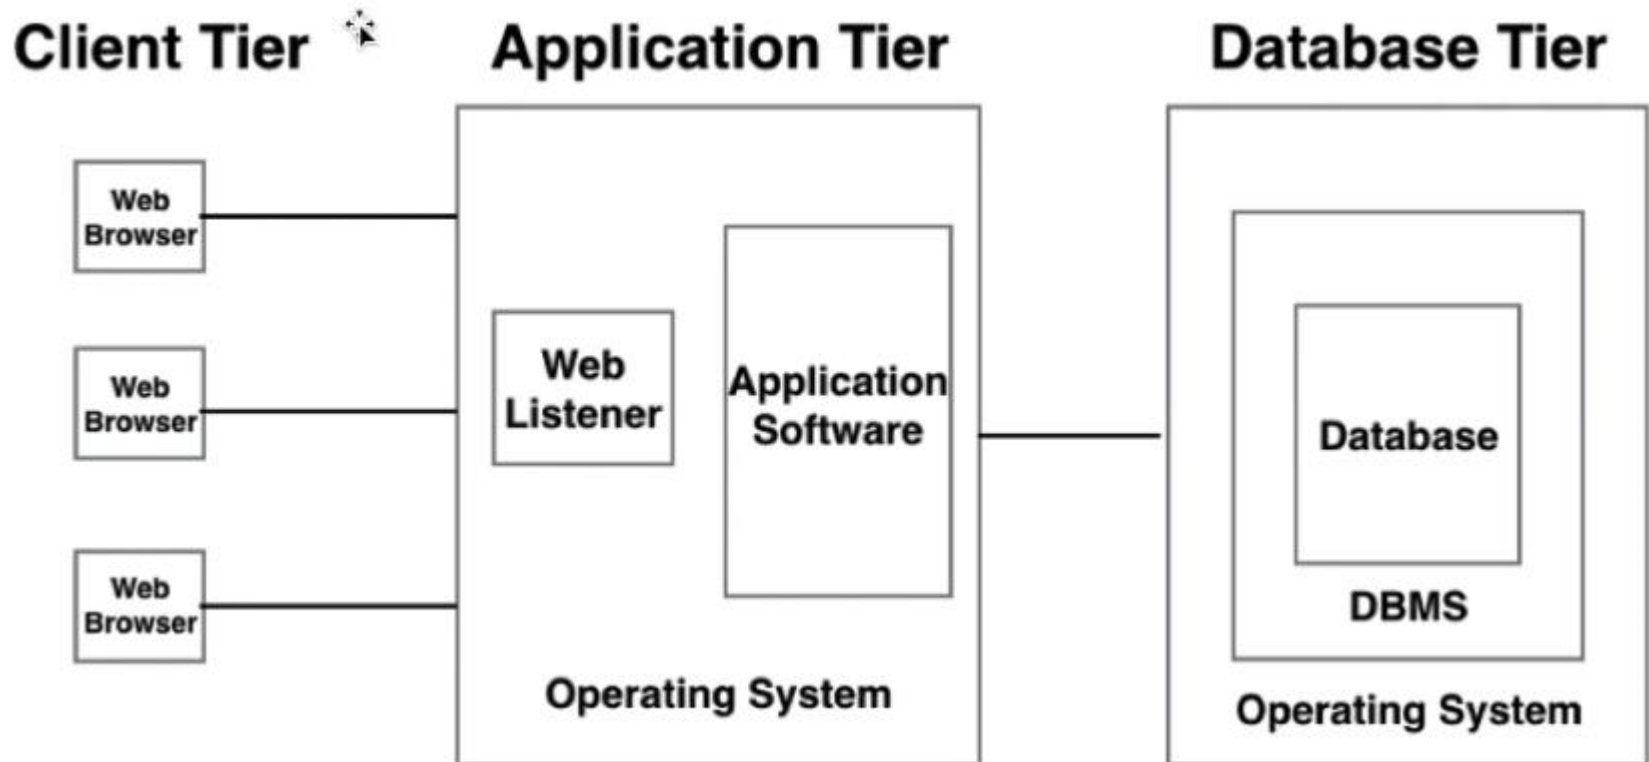 Client Tier
Application Tier
Database Tier
Web
Browser
Web
Browser
Web
Browser
Web
Listener
Application
Software
Operating System
Database
DBMS
Operating System